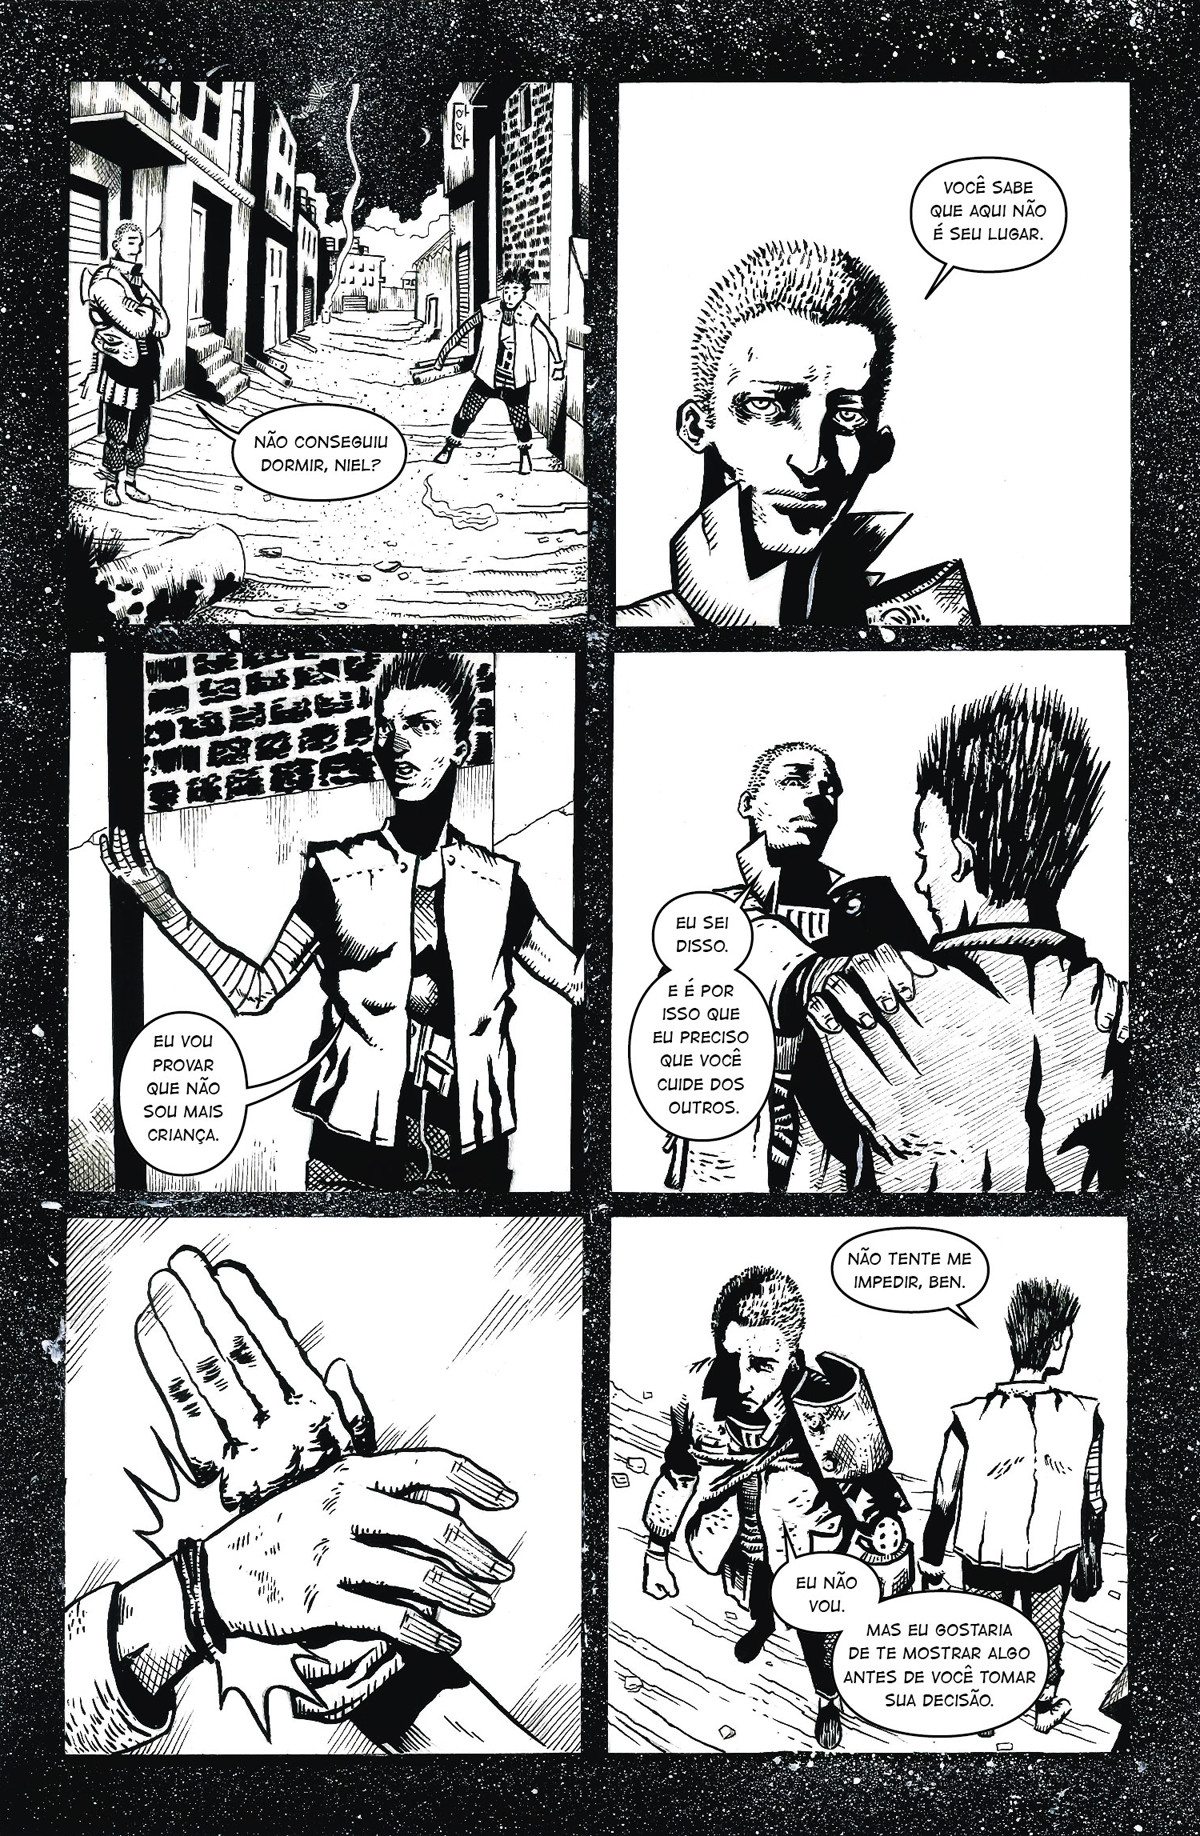 NÃO CONSEGUIU
DORMIR, NIEL?
VOCÊ SABE
QUE AQUI NÃO
É SEU LUGAR.
EU VOU
PROVAR
QUE NÃO
SOU MAIS
CRIANÇA.
EU SEI
DISSO.
E É POR
ISSO QUE
EU PRECISO
QUE VOCÊ
CUIDE DOS
OUTROS.
NÃO TENTE ME
IMPEDIR, BEN.
EU NÃO
VOU.
MAS EU GOSTARIA
DE TE MOSTRAR ALGO
ANTES DE VOCÊ TOMAR
SUA DECISÃO.